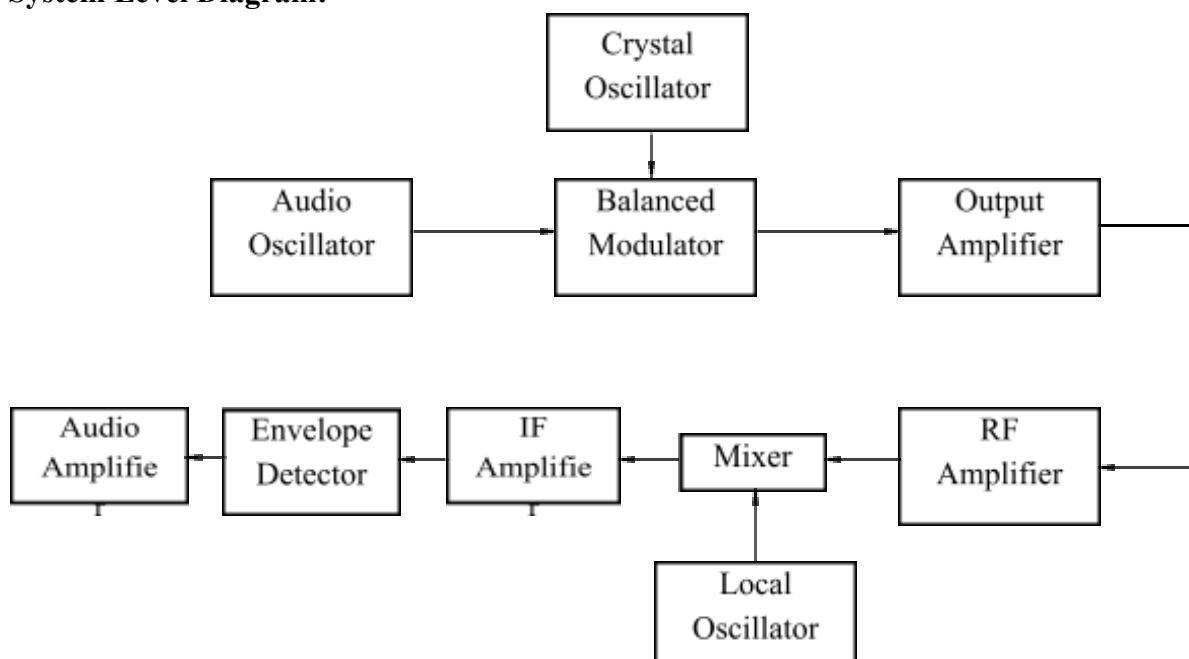 System Level Diagram:
Crystal
Oscillator
Audio
Oscillator
Balanced
Modulator
Output
Amplifier
Audio
Amplifie
r
Envelope
Detector
IF
Amplifie
r
Mixer
RF
Amplifier
Local
Oscillator